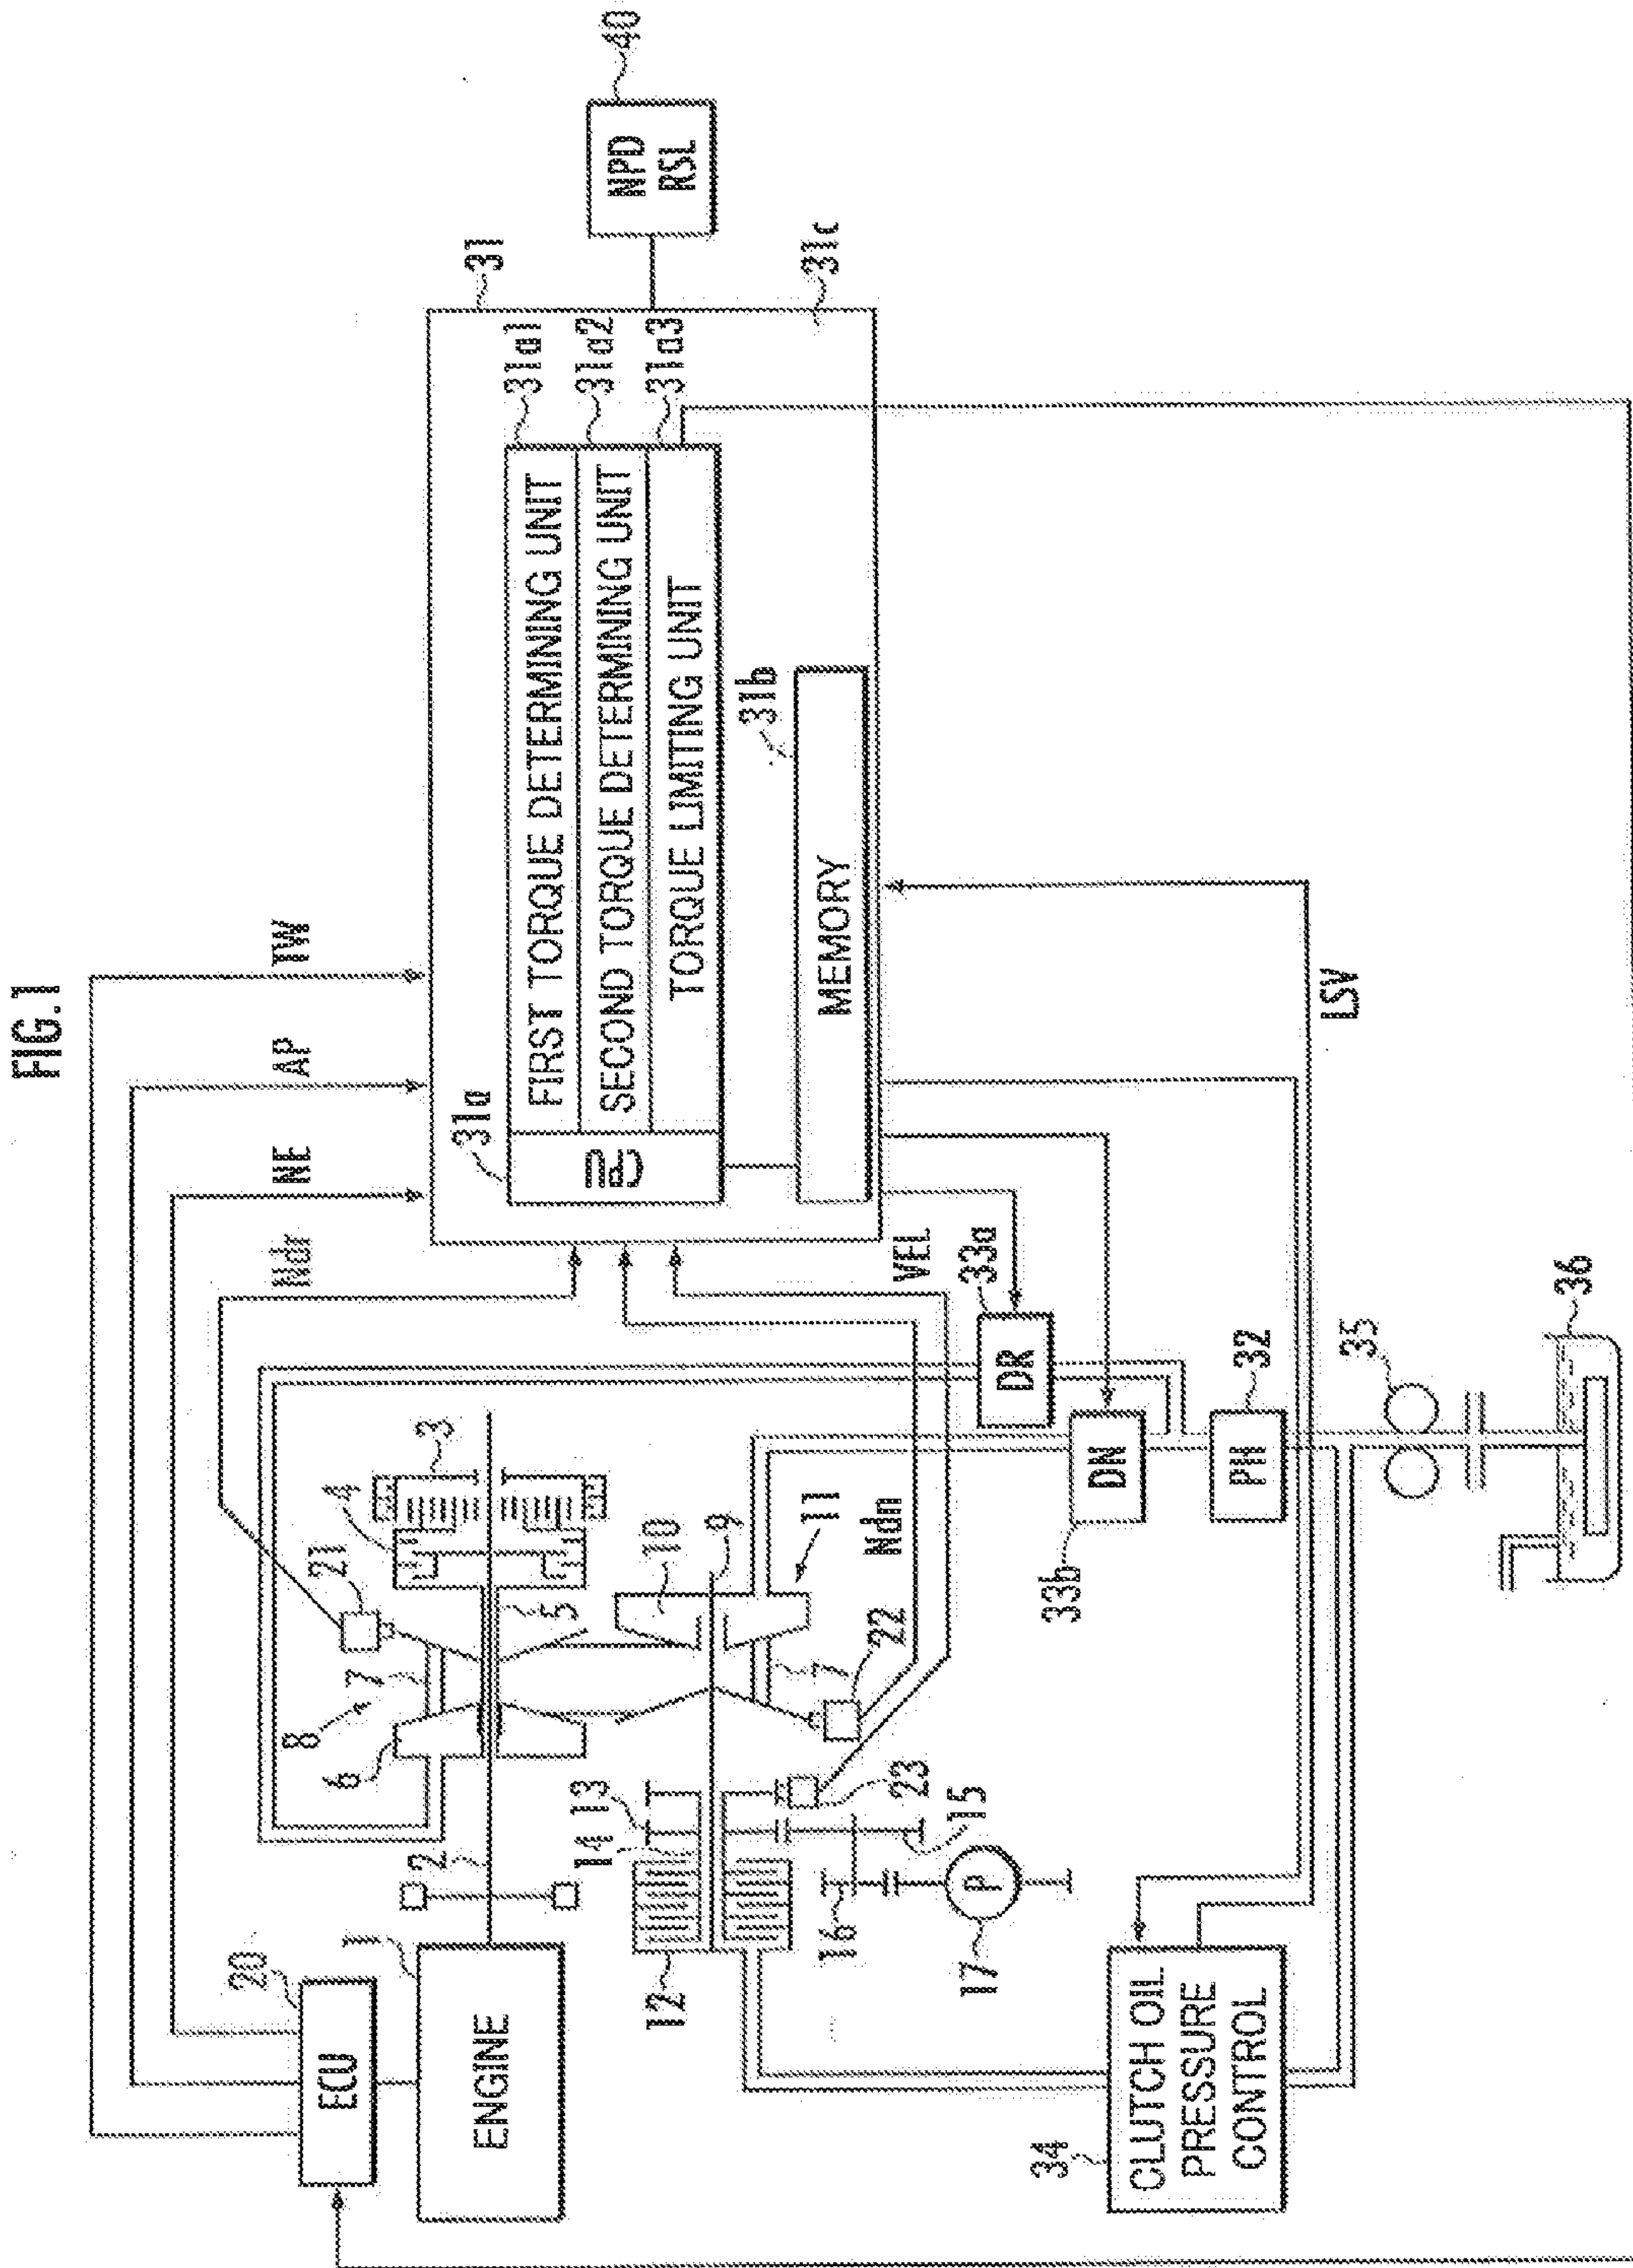 FIG.1
TW
AP
NE
Ndr
31
31a
31a1
31a2
31a3
CPU
FIRST TORQUE DETERMINING UNIT
SECOND TORQUE DETERMINING UNIT
TORQUE LIMITING UNIT
31b
MEMORY
31c
NPD
RSL
40
20
ECU
1
ENGINE
2
3
4
21
5
7
8
6
10
9
11
7
22
Ndn
VEL
13
14
12
23
15
16
P
17
33a
DR
DN
33b
PH
32
LSV
35
36
34
CLUTCH OIL
PRESSURE
CONTROL